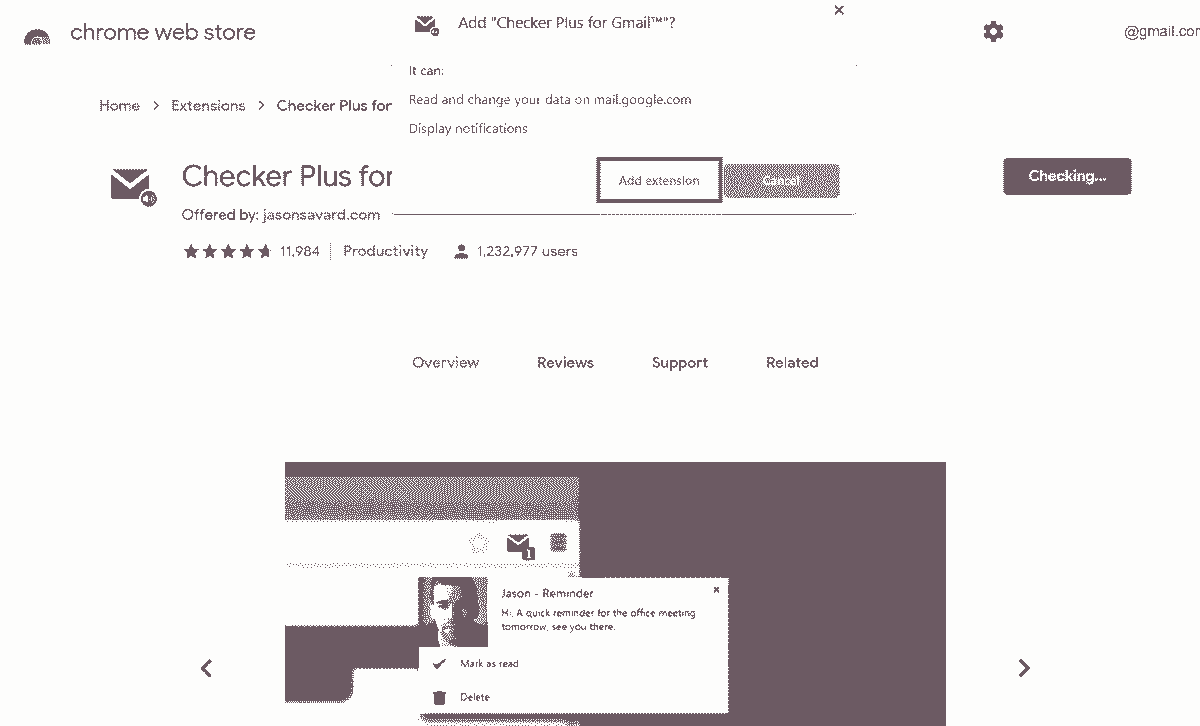 chrome web store
Add "Checker Plus for Gmail™"?
@gmail.cor
It can:
Read and change your data on mail.google.com
Display notifications
Home > Extensions > Checker Plus for
Checker Plus for
Add extension
Cancel
Checking...
Offered by: jasonsavard.com
11,984
Productivity
1,232,977 users
Overview
Reviews
Support
Related
1
Jason - Reminder
Hi, A quick reminder for the office meeting
tomorrow, see you there.
Mark as read
Delete